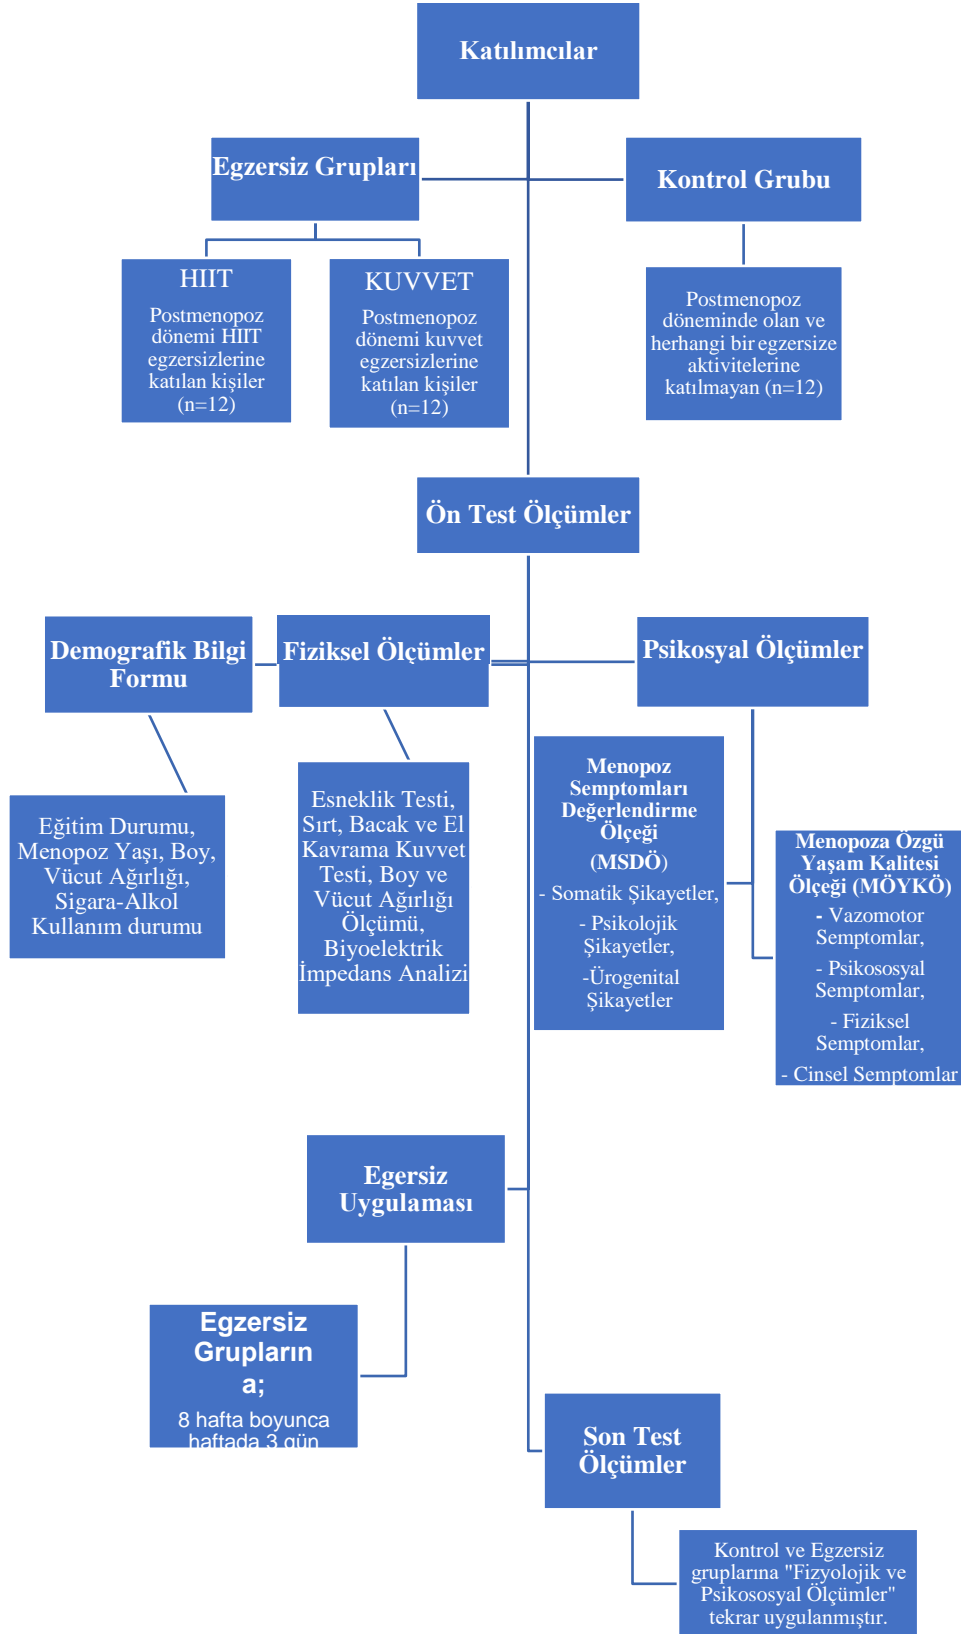 Katılımcılar
Egzersiz Grupları
Kontrol Grubu
HIIT
Postmenopoz
dönemi HIIT
egzersizlerine
katılan kişiler
(n=12)
KUVVET
Postmenopoz
dönemi kuvvet
egzersizlerine
katılan kişiler
(n=12)
Postmenopoz
döneminde olan ve
herhangi bir egzersize
aktivitelerine
katılmayan (n=12)
Ön Test Ölçümler
Demografik Bilgi
Formu
Fiziksel Ölçümler
Psikosyal Ölçümler
Eğitim Durumu,
Menopoz Yaşı, Boy,
Vücut Ağırlığı,
Sigara-Alkol
Kullanım durumu
Esneklik Testi,
Sırt, Bacak ve El
Kavrama Kuvvet
Testi, Boy ve
Vücut Ağırlığı
Ölçümü,
Biyoelektrik
İmpedans Analizi
Menopoz
Semptomları
Değerlendirme
Ölçeği
(MSDÖ)
- Somatik Şikayetler,
- Psikolojik
Şikayetler,
-Ürogenital
Şikayetler
Menopoza Özgü
Yaşam Kalitesi
Ölçeği (MÖYKÖ)
- Vazomotor
Semptomlar,
- Psikososyal
Semptomlar,
- Fiziksel
Semptomlar,
- Cinsel Semptomlar
Egersiz
Uygulaması
Egzersiz
Grupların
a;
8 hafta boyunca
haftada 3 gün
Son Test
Ölçümler
Kontrol ve Egzersiz
gruplarına "Fizyolojik ve
Psikososyal Ölçümler"
tekrar uygulanmıştır.